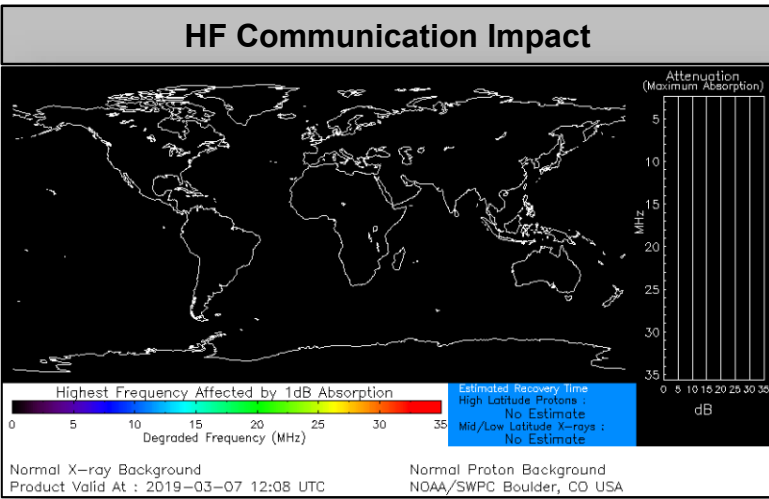 HF Communication Impact
Attenuation
(Maximum Absorption)
5
10
15
20
25
30
35
MHz
0 5 10 15 20 25 30 35
dB
Highest Frequency Affected by 1dB Absorption
0 5 10 15 20 25 30 35
Degraded Frequency (MHz)
Estimated Recovery Time
High Latitude Protons :
No Estimate
Mid/Low Latitude X-rays :
No Estimate
Normal X-ray Background
Product Valid At : 2019-03-07 12:08 UTC
Normal Proton Background
NOAA/SWPC Boulder, CO USA